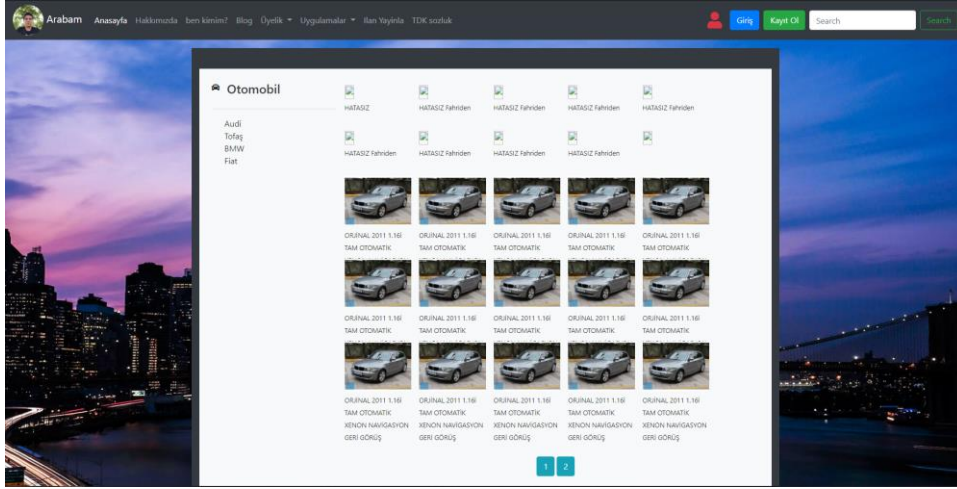 Arabam Anasayfa Hakkımızda ben kimim? Blog Üyelik Uygulamalar Ilan Yayinla TDK sozluk Giriş Kayıt Ol Search Search
Otomobil
Audi
Tofaş
BMW
Fiat
HATASIZ HATASIZ Fahriden HATASIZ Fahriden HATASIZ Fahriden HATASIZ Fahriden
HATASIZ Fahriden HATASIZ Fahriden HATASIZ Fahriden HATASIZ Fahriden
ORJİNAL 2011 1.16i ORJİNAL 2011 1.16i ORJİNAL 2011 1.16i ORJİNAL 2011 1.16i ORJİNAL 2011 1.16i
TAM OTOMATİK TAM OTOMATİK TAM OTOMATİK TAM OTOMATİK TAM OTOMATİK
ORJİNAL 2011 1.16i ORJİNAL 2011 1.16i ORJİNAL 2011 1.16i ORJİNAL 2011 1.16i ORJİNAL 2011 1.16i
TAM OTOMATİK TAM OTOMATİK TAM OTOMATİK TAM OTOMATİK TAM OTOMATİK
ORJİNAL 2011 1.16i ORJİNAL 2011 1.16i ORJİNAL 2011 1.16i ORJİNAL 2011 1.16i ORJİNAL 2011 1.16i
TAM OTOMATİK TAM OTOMATİK TAM OTOMATİK TAM OTOMATİK TAM OTOMATİK
XENON NAVİGASYON XENON NAVİGASYON XENON NAVİGASYON XENON NAVİGASYON XENON NAVİGASYON
GERİ GÖRÜŞ GERİ GÖRÜŞ GERİ GÖRÜŞ GERİ GÖRÜŞ GERİ GÖRÜŞ
1 2